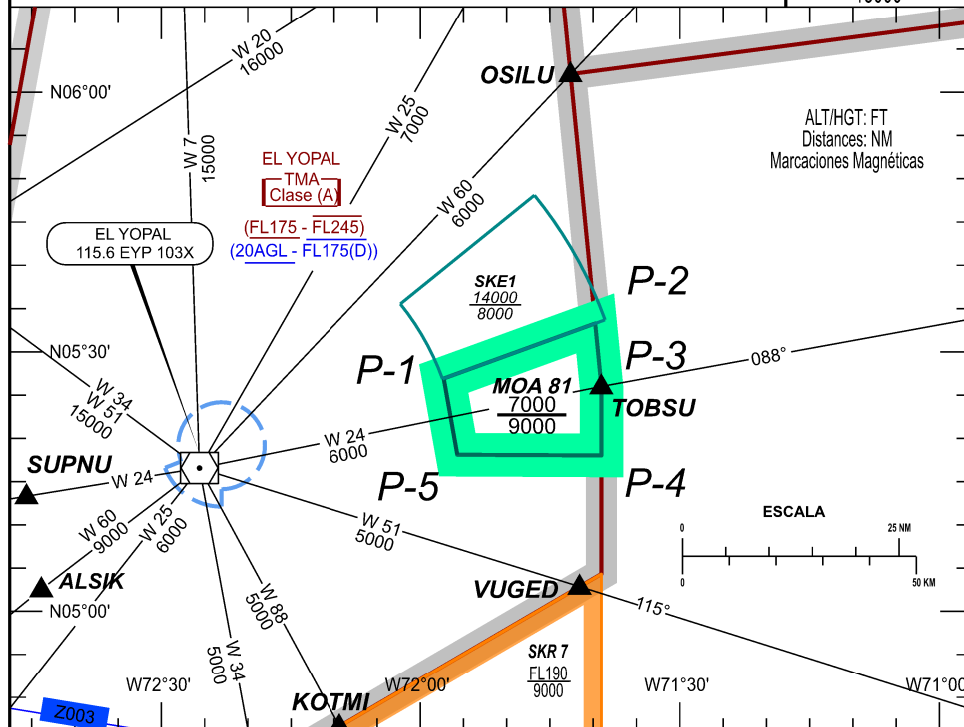 W 20
16000
OSILU
N06°00'
W 25
7000
ALT/HGT: FT
Distances: NM
Marcaciones Magnéticas
W 7
15000
EL YOPAL
TMA
Clase (A)
(FL175 - FL245)
(20AGL - FL175(D))
W 60
6000
EL YOPAL
115.6 EYP 103X
SKE1
14000
8000
P-2
N05°30'
P-1
P-3
088°
MOA 81
7000
9000
TOBSU
W 34
W 51
15000
W 24
6000
SUPNU
W 24
P-5
P-4
W 60
9000
W 25
6000
W 51
5000
ESCALA
0
25 NM
0
50 KM
ALSIK
VUGED
115°
N05°00'
W 88
5000
W 34
5000
SKR 7
FL190
9000
W72°30'
W72°00'
W71°30'
W71°0
KOTMI
Z003